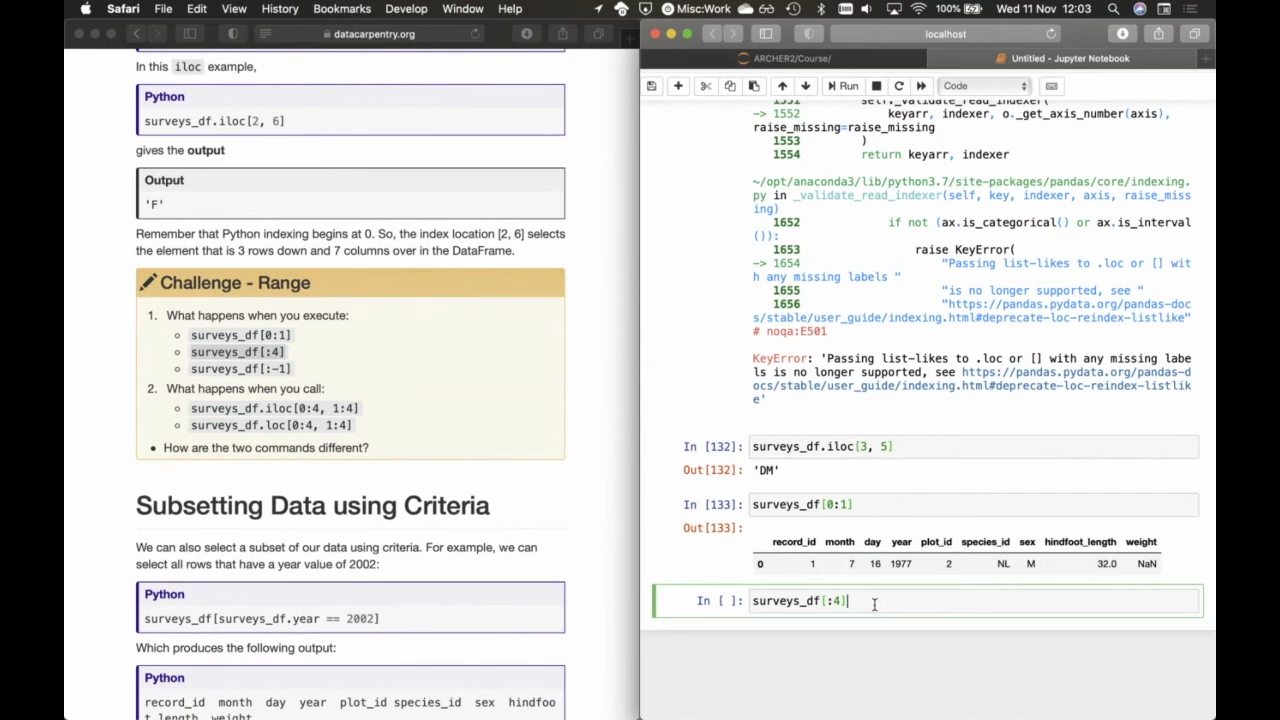 Safari File Edit View History Bookmarks Develop Window Help Misc:Work 100% Wed 11 Nov 12:03
datacarpentry.org
In this iloc example,
Python
surveys_df.iloc[2, 6]
gives the output
Output
'F'
Remember that Python indexing begins at 0. So, the index location [2, 6] selects
the element that is 3 rows down and 7 columns over in the DataFrame.
Challenge - Range
1. What happens when you execute:
surveys_df[0:1]
surveys_df[:4]
surveys_df[:-1]
2. What happens when you call:
surveys_df.iloc[0:4, 1:4]
surveys_df.loc[0:4, 1:4]
• How are the two commands different?
Subsetting Data using Criteria
We can also select a subset of our data using criteria. For example, we can
select all rows that have a year value of 2002:
Python
surveys_df[surveys_df.year == 2002]
Which produces the following output:
Python
record_id month day year plot_id species_id sex hindfoo
t_length weight
localhost
ARCHER2/Course/
Untitled - Jupyter Notebook
Run
Code
1551 self._validate_read_indexer(
-> 1552 keyarr, indexer, o._get_axis_number(axis),
raise_missing=raise_missing
1553 )
1554 return keyarr, indexer
~/opt/anaconda3/lib/python3.7/site-packages/pandas/core/indexing.
py in _validate_read_indexer(self, key, indexer, axis, raise_miss
ing)
1652 if not (ax.is_categorical() or ax.is_interval
()):
1653 raise KeyError(
-> 1654 "Passing list-likes to .loc or [] wit
h any missing labels "
1655 "is no longer supported, see "
1656 "https://pandas.pydata.org/pandas-doc
s/stable/user_guide/indexing.html#deprecate-loc-reindex-listlike"
# noqa:E501
KeyError: 'Passing list-likes to .loc or [] with any missing labe
ls is no longer supported, see https://pandas.pydata.org/pandas-d
ocs/stable/user_guide/indexing.html#deprecate-loc-reindex-listlik
e'
In [132]: surveys_df.iloc[3, 5]
Out[132]: 'DM'
In [133]: surveys_df[0:1]
Out[133]:
record_id month day year plot_id species_id sex hindfoot_length weight
0 1 7 16 1977 2 NL M 32.0 NaN
In [ ]: surveys_df[:4]